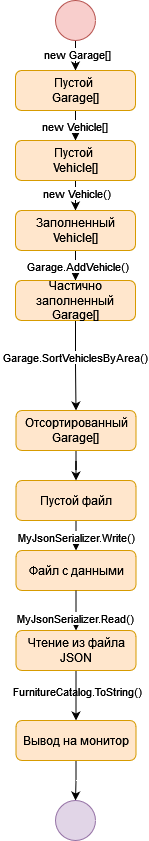 new Garage[]
Пустой
Garage[]
new Vehicle[]
Пустой
Vehicle[]
new Vehicle()
Заполненный
Vehicle[]
Garage.AddVehicle()
Частично
заполненный
Garage[]
Garage.SortVehiclesByArea()
Отсортированный
Garage[]
Пустой файл
MyJsonSerializer.Write()
Файл с данными
MyJsonSerializer.Read()
Чтение из файла
JSON
FurnitureCatalog.ToString()
Вывод на монитор